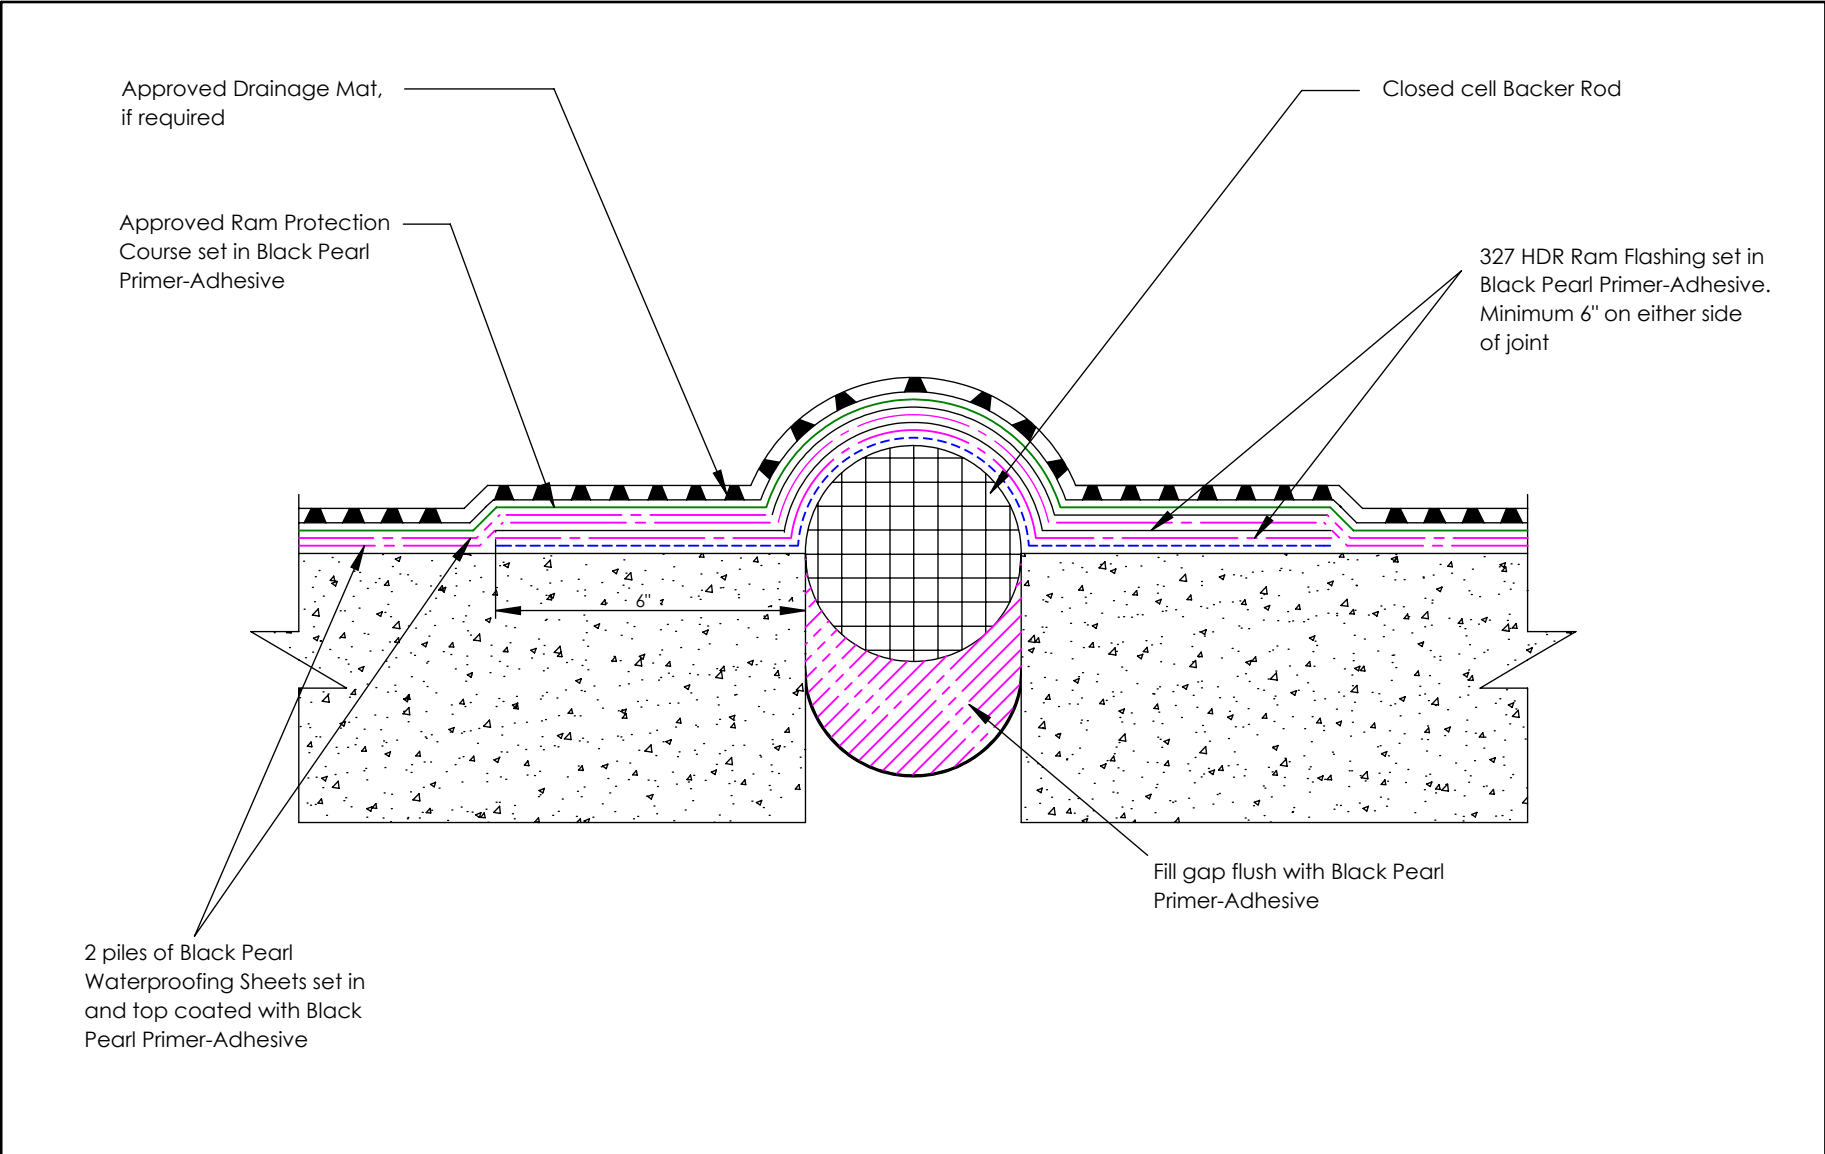 Approved Drainage Mat,
if required
Closed cell Backer Rod
Approved Ram Protection
Course set in Black Pearl
Primer-Adhesive
327 HDR Ram Flashing set in
Black Pearl Primer-Adhesive.
Minimum 6" on either side
of joint
6"
Fill gap flush with Black Pearl
Primer-Adhesive
2 piles of Black Pearl
Waterproofing Sheets set in
and top coated with Black
Pearl Primer-Adhesive